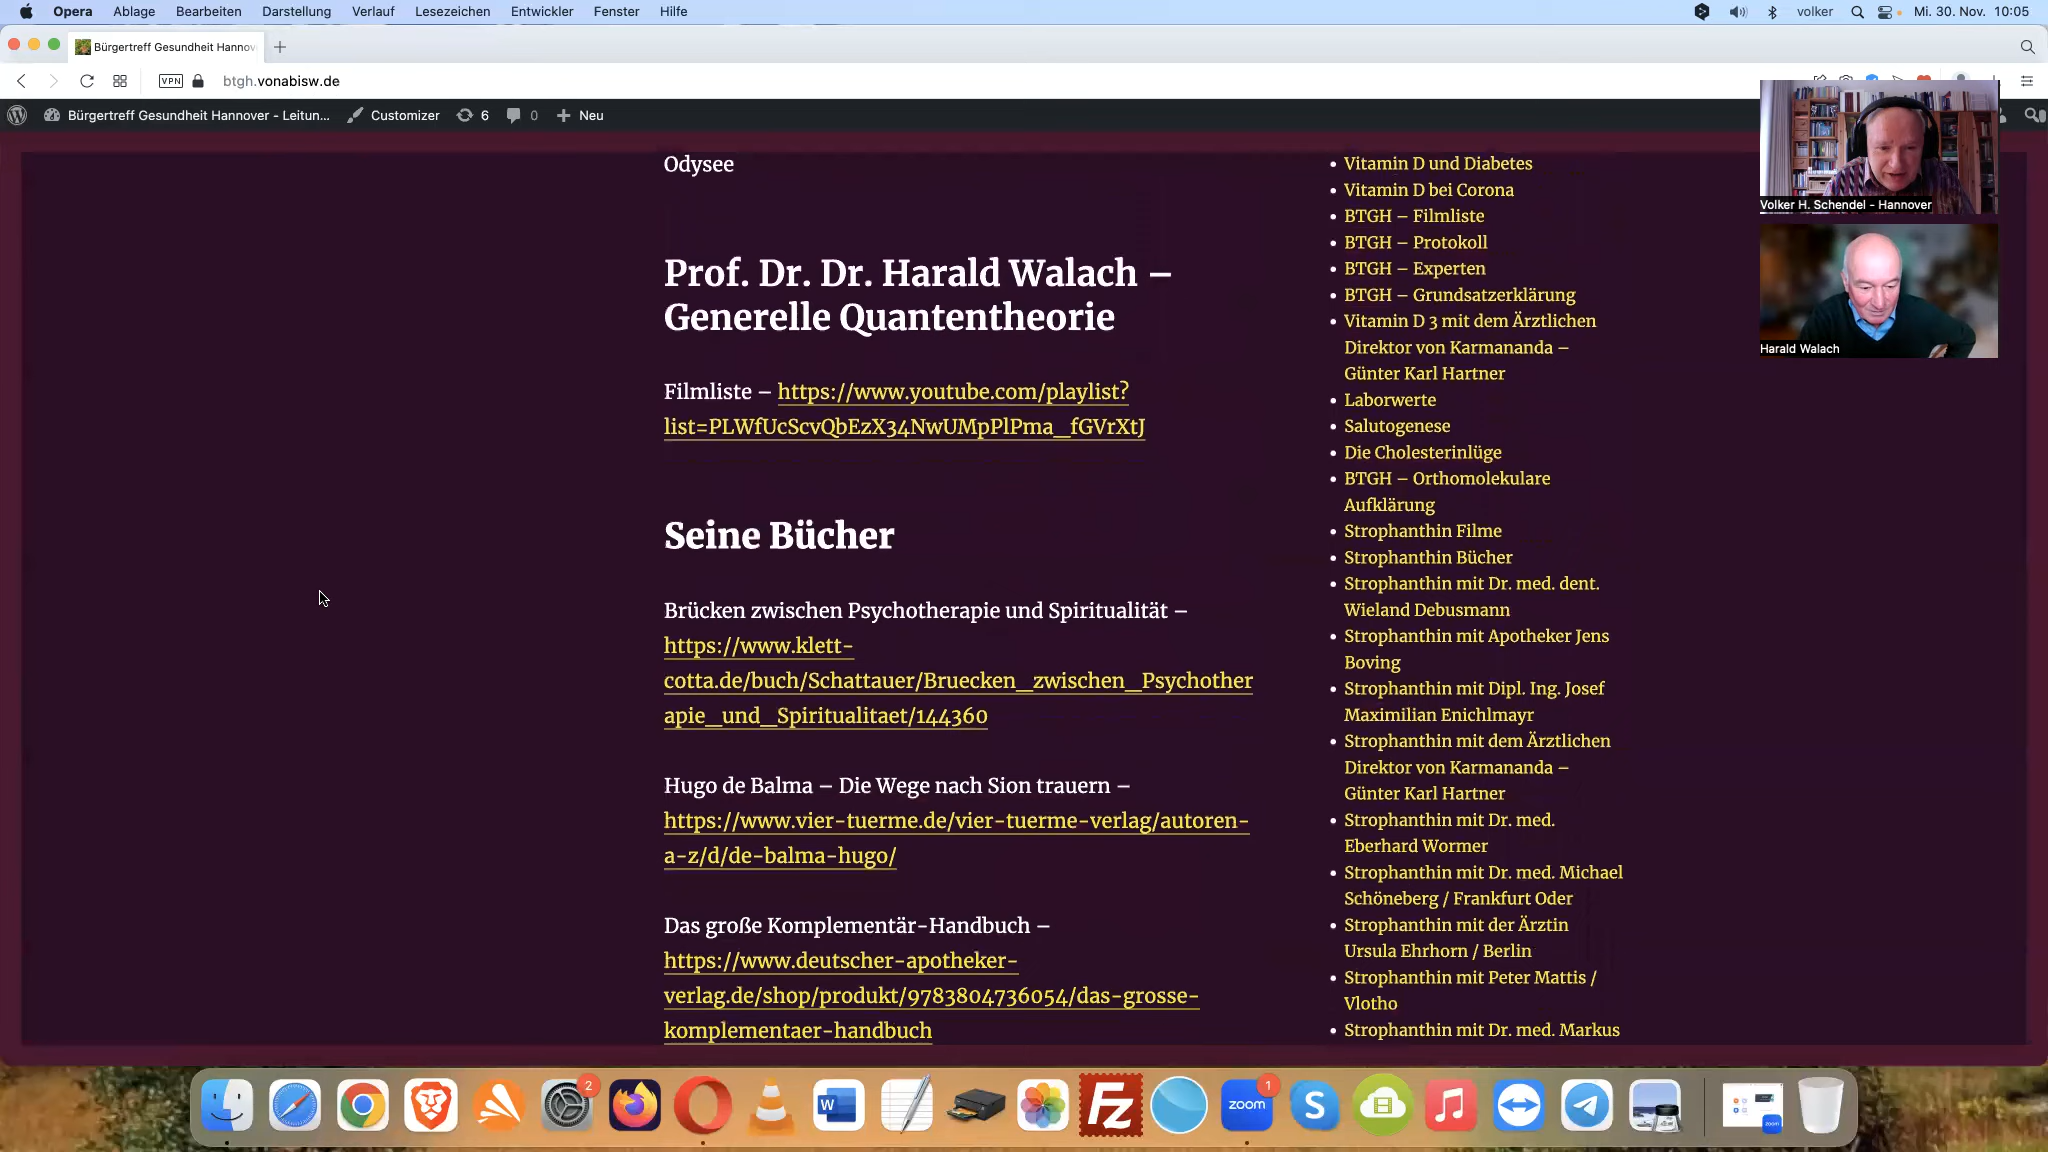 Opera Ablage Bearbeiten Darstellung Verlauf Lesezeichen Entwickler Fenster Hilfe
volker Mi. 30. Nov. 10:05
Bürgertreff Gesundheit Hannov
VPN btgh.vonabisw.de
Bürgertreff Gesundheit Hannover - Leitun... Customizer 6 0 Neu
Odysee
Prof. Dr. Dr. Harald Walach –
Generelle Quantentheorie
Filmliste – https://www.youtube.com/playlist?
list=PLWfUcScvQbEzX34NwUMpPlPma_fGVrXtJ
Seine Bücher
Brücken zwischen Psychotherapie und Spiritualität –
https://www.klett-
cotta.de/buch/Schattauer/Bruecken_zwischen_Psychother
apie_und_Spiritualitaet/144360
Hugo de Balma – Die Wege nach Sion trauern –
https://www.vier-tuerme.de/vier-tuerme-verlag/autoren-
a-z/d/de-balma-hugo/
Das große Komplementär-Handbuch –
https://www.deutscher-apotheker-
verlag.de/shop/produkt/9783804736054/das-grosse-
komplementaer-handbuch
Vitamin D und Diabetes
Vitamin D bei Corona
BTGH – Filmliste
BTGH – Protokoll
BTGH – Experten
BTGH – Grundsatzerklärung
Vitamin D 3 mit dem Ärztlichen
Direktor von Karmananda –
Günter Karl Hartner
Laborwerte
Salutogenese
Die Cholesterinlüge
BTGH – Orthomolekulare
Aufklärung
Strophanthin Filme
Strophanthin Bücher
Strophanthin mit Dr. med. dent.
Wieland Debusmann
Strophanthin mit Apotheker Jens
Boving
Strophanthin mit Dipl. Ing. Josef
Maximilian Enichlmayr
Strophanthin mit dem Ärztlichen
Direktor von Karmananda –
Günter Karl Hartner
Strophanthin mit Dr. med.
Eberhard Wormer
Strophanthin mit Dr. med. Michael
Schöneberg / Frankfurt Oder
Strophanthin mit der Ärztin
Ursula Ehrhorn / Berlin
Strophanthin mit Peter Mattis /
Vlotho
Strophanthin mit Dr. med. Markus
Volker H. Schendel - Hannover
Harald Walach
2
W
Fz
zoom
1
S
zoom